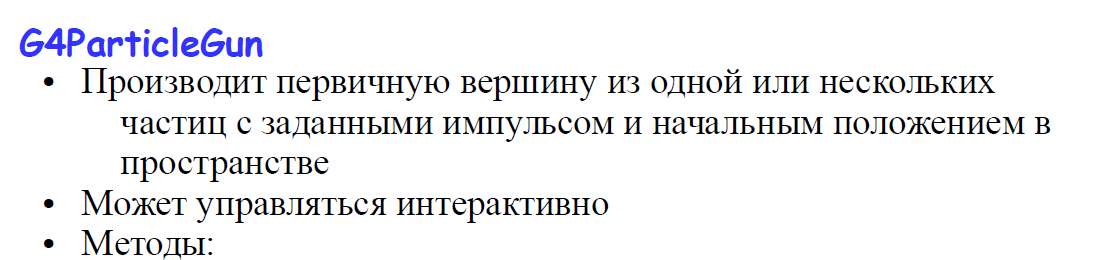 G4ParticleGun
• Производит первичную вершину из одной или нескольких
частиц с заданными импульсом и начальным положением в
пространстве
• Может управляться интерактивно
• Методы: